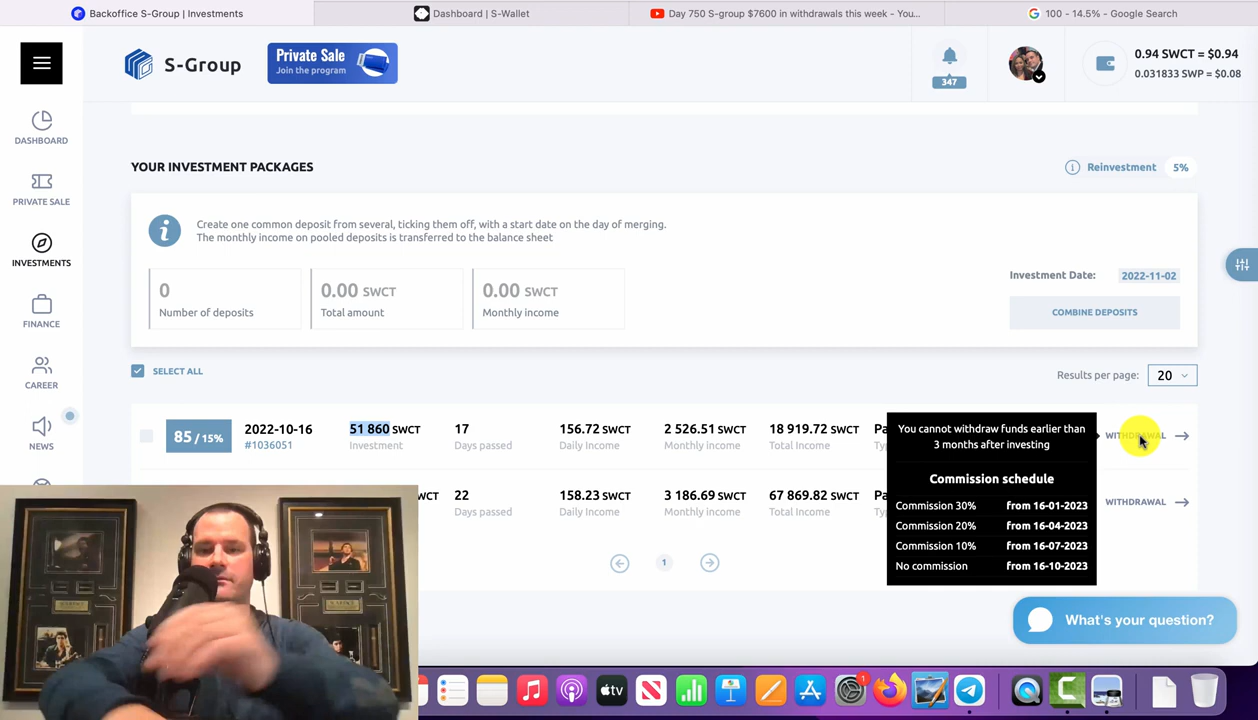 Backoffice S-Group | Investments
Dashboard | S-Wallet
Day 750 S-group $7600 in withdrawals this week - You...
100 - 14.5% - Google Search
S-Group
Private Sale
Join the program
347
0.94 SWCT = $0.94
0.031833 SWP = $0.08
DASHBOARD
PRIVATE SALE
INVESTMENTS
FINANCE
CAREER
NEWS
YOUR INVESTMENT PACKAGES
Reinvestment 5%
Create one common deposit from several, ticking them off, with a start date on the day of merging.
The monthly income on pooled deposits is transferred to the balance sheet
0
Number of deposits
0.00 SWCT
Total amount
0.00 SWCT
Monthly income
Investment Date: 2022-11-02
COMBINE DEPOSITS
SELECT ALL
Results per page: 20
85 / 15%
2022-10-16
#1036051
51 860 SWCT
Investment
17
Days passed
156.72 SWCT
Daily Income
2 526.51 SWCT
Monthly income
18 919.72 SWCT
Total Income
WITHDRAWAL
You cannot withdraw funds earlier than
3 months after investing
Commission schedule
Commission 30% from 16-01-2023
Commission 20% from 16-04-2023
Commission 10% from 16-07-2023
No commission from 16-10-2023
22
Days passed
158.23 SWCT
Daily Income
3 186.69 SWCT
Monthly income
67 869.82 SWCT
Total Income
WITHDRAWAL
1
What's your question?
tv
1